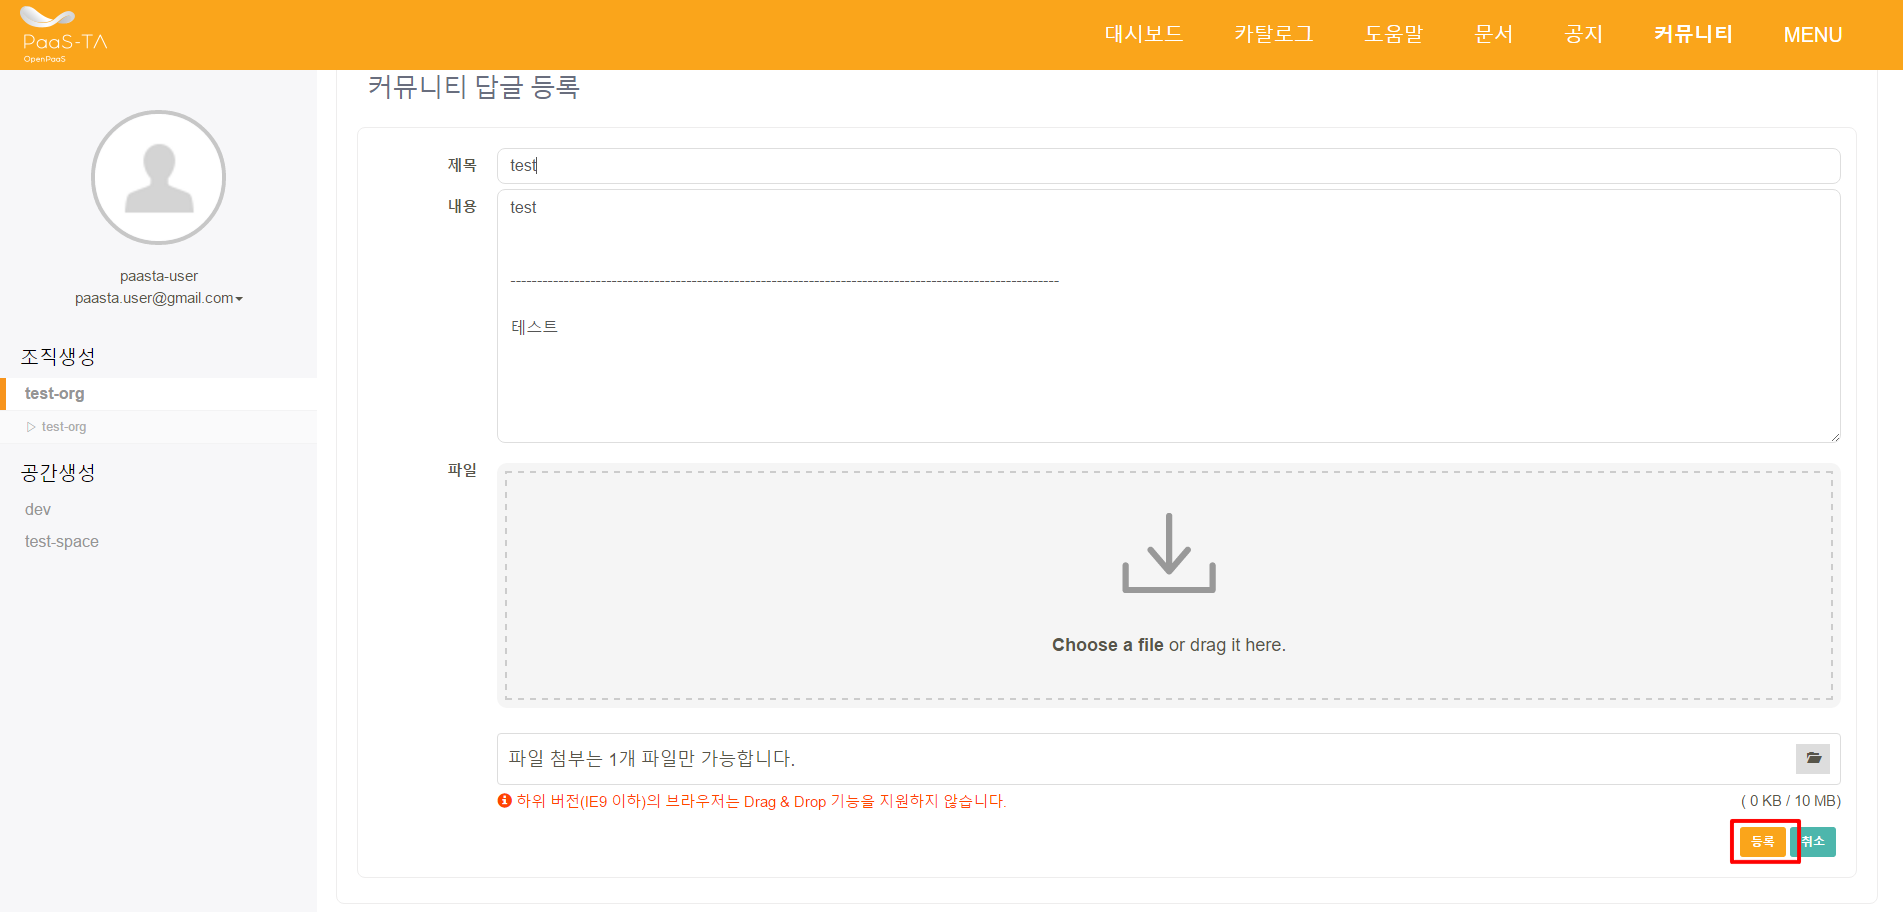 PaaS-TA
OpenPaaS
대시보드 카탈로그 도움말 문서 공지 커뮤니티 MENU
paasta-user
paasta.user@gmail.com
조직생성
test-org
test-org
공간생성
dev
test-space
커뮤니티 답글 등록
제목 test
내용 test
--------------------------------------------------------------------------------------------------------
테스트
파일
Choose a file or drag it here.
파일 첨부는 1개 파일만 가능합니다.
하위 버전(IE9 이하)의 브라우저는 Drag & Drop 기능을 지원하지 않습니다. ( 0 KB / 10 MB)
등록 취소